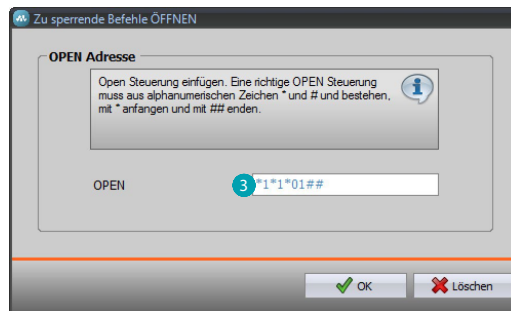 Zu sperrende Befehle ÖFFNEN
OPEN Adresse
Open Steuerung einfügen. Eine richtige OPEN Steuerung
muss aus alphanumerischen Zeichen * und # und bestehen,
mit * anfangen und mit ## enden.
OPEN
3 *1*1*01##
OK
Löschen